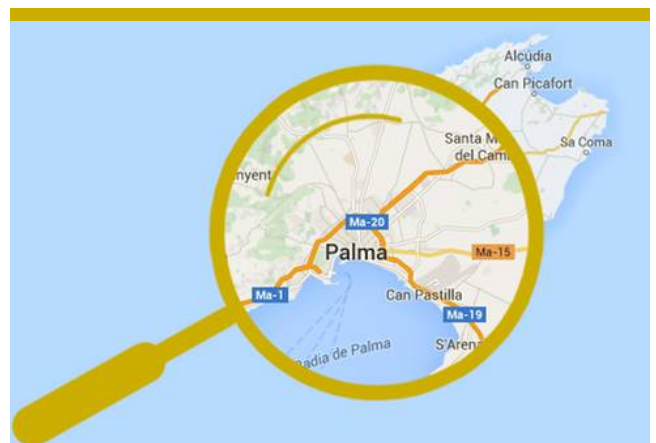 Alcúdia
Can Picafort
Santa M
del Cam
Sa Coma
nyent
Ma-20
Palma
Ma-15
Ma-1
Can Pastilla
Ma-19
S'Arena
adia de Palma